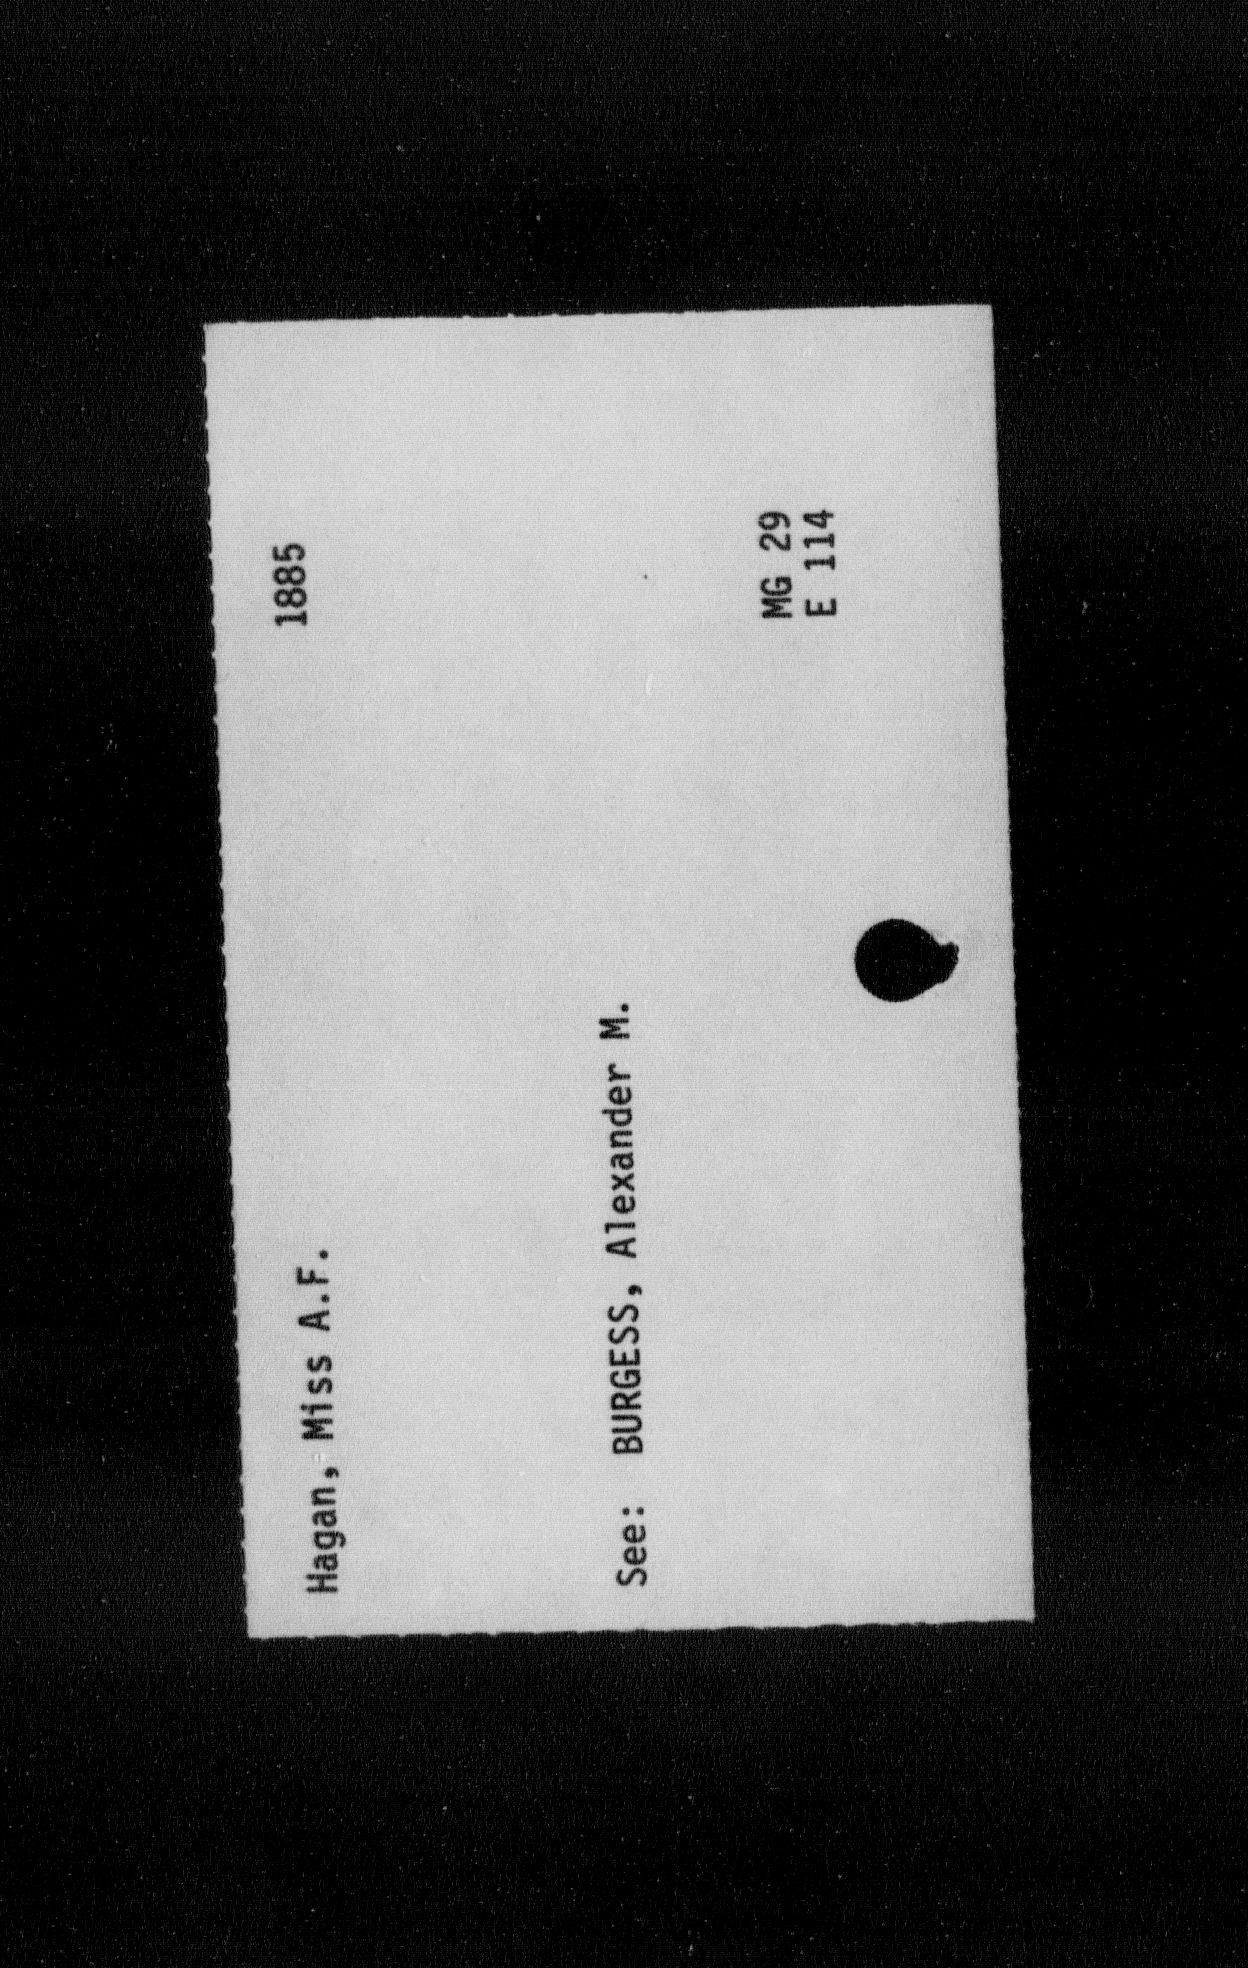 Hagan, Miss A.F. 1885
See: BURGESS, Alexander M.
MG 29
E 114